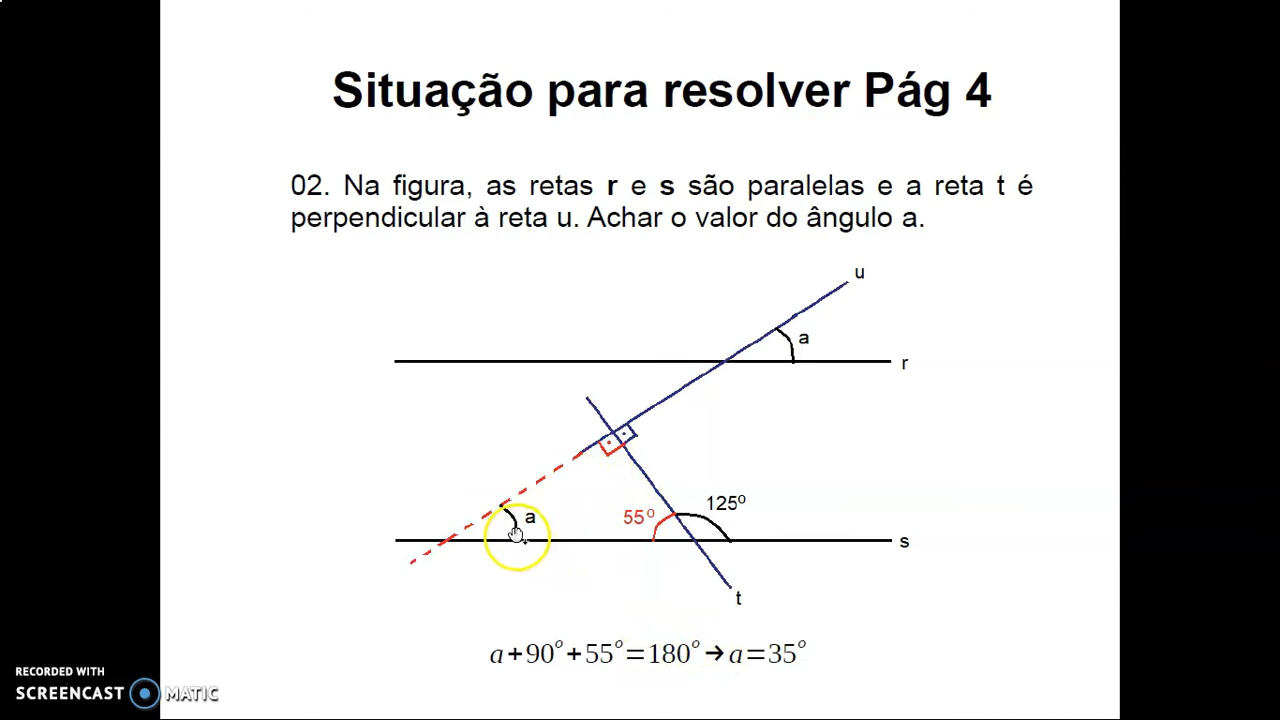 Situação para resolver Pág 4
02. Na figura, as retas r e s são paralelas e a reta t é
perpendicular à reta u. Achar o valor do ângulo a.
u
a
r
a
55º
125º
s
t
a+90º+55º=180º→a=35º
RECORDED WITH
SCREENCAST MATIC